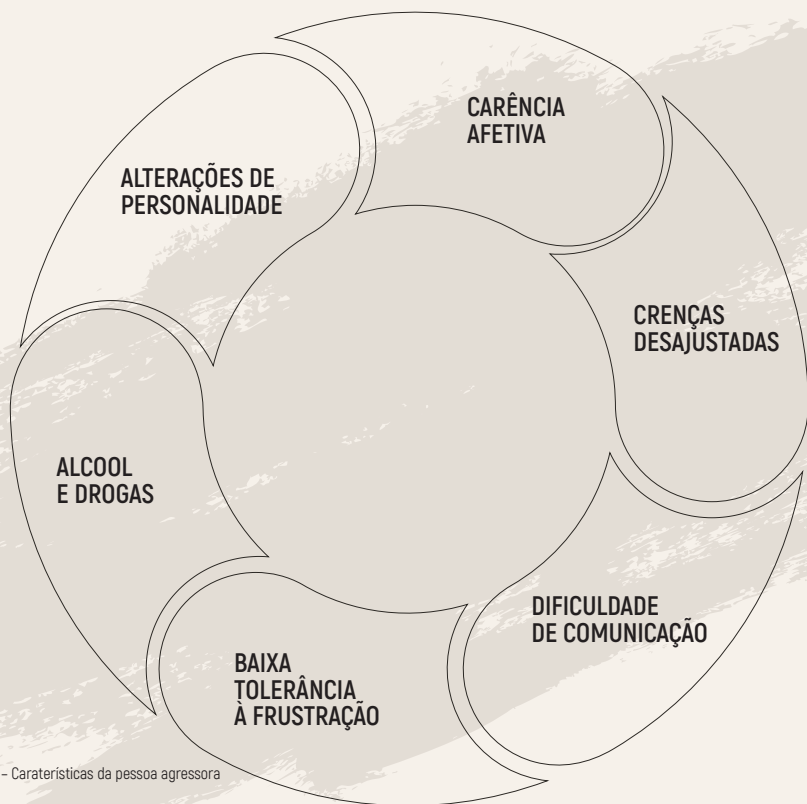 CARÊNCIA
AFETIVA
ALTERAÇÕES DE
PERSONALIDADE
CRENÇAS
DESAJUSTADAS
ALCOOL
E DROGAS
DIFICULDADE
DE COMUNICAÇÃO
BAIXA
TOLERÂNCIA
À FRUSTRAÇÃO
– Caraterísticas da pessoa agressora